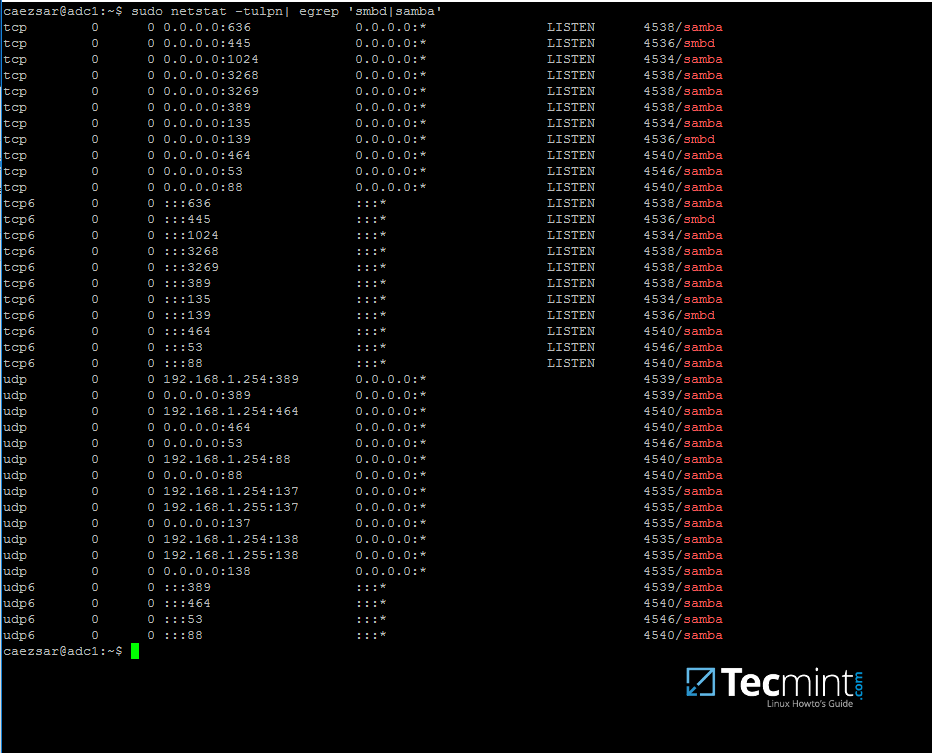 caezsar@adc1:~$ sudo netstat -tulpn| egrep 'smbd|samba'
tcp        0      0 0.0.0.0:636             0.0.0.0:*               LISTEN      4538/samba
tcp        0      0 0.0.0.0:445             0.0.0.0:*               LISTEN      4536/smbd
tcp        0      0 0.0.0.0:1024            0.0.0.0:*               LISTEN      4534/samba
tcp        0      0 0.0.0.0:3268            0.0.0.0:*               LISTEN      4538/samba
tcp        0      0 0.0.0.0:3269            0.0.0.0:*               LISTEN      4538/samba
tcp        0      0 0.0.0.0:389             0.0.0.0:*               LISTEN      4538/samba
tcp        0      0 0.0.0.0:135             0.0.0.0:*               LISTEN      4534/samba
tcp        0      0 0.0.0.0:139             0.0.0.0:*               LISTEN      4536/smbd
tcp        0      0 0.0.0.0:464             0.0.0.0:*               LISTEN      4540/samba
tcp        0      0 0.0.0.0:53              0.0.0.0:*               LISTEN      4546/samba
tcp        0      0 0.0.0.0:88              0.0.0.0:*               LISTEN      4540/samba
tcp6       0      0 :::636                  :::*                    LISTEN      4538/samba
tcp6       0      0 :::445                  :::*                    LISTEN      4536/smbd
tcp6       0      0 :::1024                 :::*                    LISTEN      4534/samba
tcp6       0      0 :::3268                 :::*                    LISTEN      4538/samba
tcp6       0      0 :::3269                 :::*                    LISTEN      4538/samba
tcp6       0      0 :::389                  :::*                    LISTEN      4538/samba
tcp6       0      0 :::135                  :::*                    LISTEN      4534/samba
tcp6       0      0 :::139                  :::*                    LISTEN      4536/smbd
tcp6       0      0 :::464                  :::*                    LISTEN      4540/samba
tcp6       0      0 :::53                   :::*                    LISTEN      4546/samba
tcp6       0      0 :::88                   :::*                    LISTEN      4540/samba
udp        0      0 192.168.1.254:389       0.0.0.0:*                           4539/samba
udp        0      0 0.0.0.0:389             0.0.0.0:*                           4539/samba
udp        0      0 192.168.1.254:464       0.0.0.0:*                           4540/samba
udp        0      0 0.0.0.0:464             0.0.0.0:*                           4540/samba
udp        0      0 0.0.0.0:53              0.0.0.0:*                           4546/samba
udp        0      0 192.168.1.254:88        0.0.0.0:*                           4540/samba
udp        0      0 0.0.0.0:88              0.0.0.0:*                           4540/samba
udp        0      0 192.168.1.254:137       0.0.0.0:*                           4535/samba
udp        0      0 192.168.1.255:137       0.0.0.0:*                           4535/samba
udp        0      0 0.0.0.0:137             0.0.0.0:*                           4535/samba
udp        0      0 192.168.1.254:138       0.0.0.0:*                           4535/samba
udp        0      0 192.168.1.255:138       0.0.0.0:*                           4535/samba
udp        0      0 0.0.0.0:138             0.0.0.0:*                           4535/samba
udp6       0      0 :::389                  :::*                                4539/samba
udp6       0      0 :::464                  :::*                                4540/samba
udp6       0      0 :::53                   :::*                                4546/samba
udp6       0      0 :::88                   :::*                                4540/samba
caezsar@adc1:~$
Tecmint.com
Linux Howto's Guide